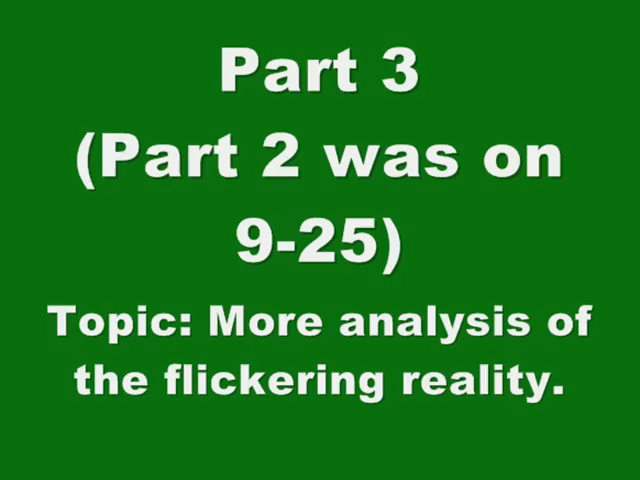 Part 3
(Part 2 was on
9-25)
Topic: More analysis of
the flickering reality.